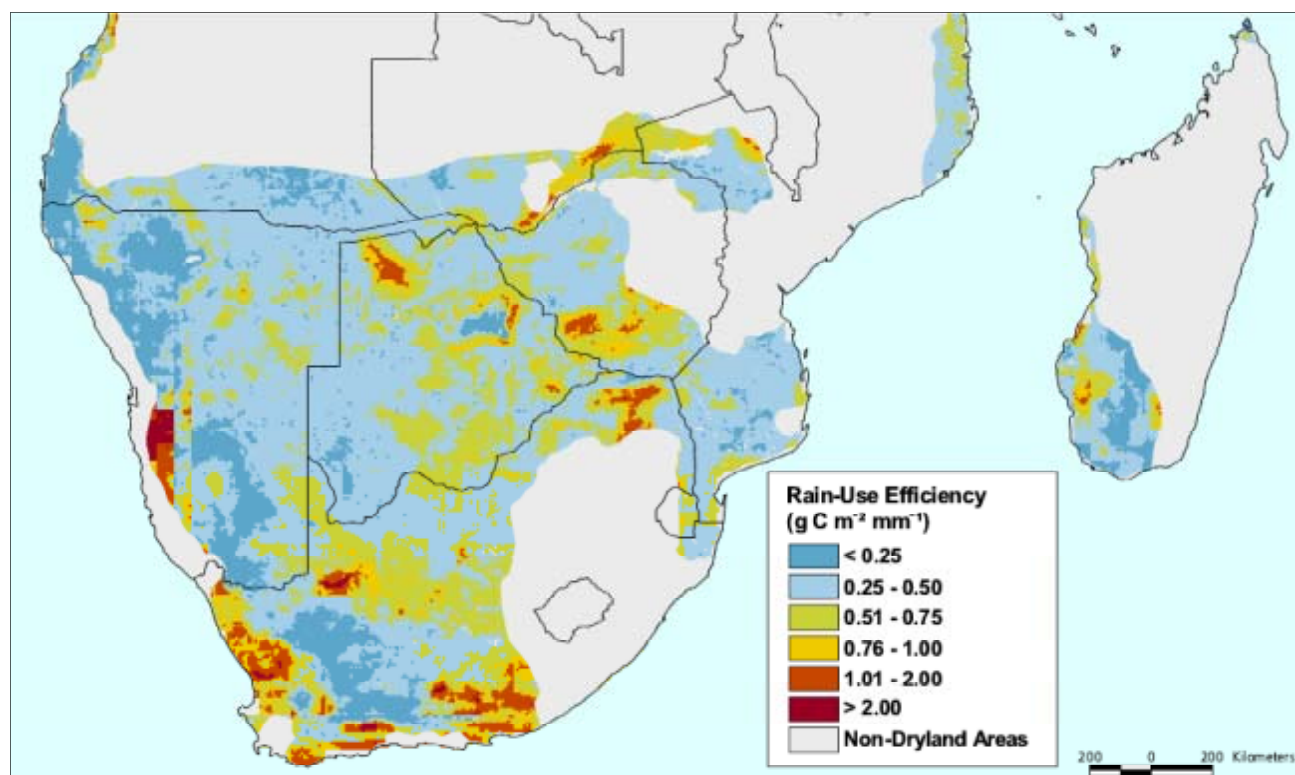 Rain-Use Efficiency
(g C m⁻² mm⁻¹)
< 0.25
0.25 - 0.50
0.51 - 0.75
0.76 - 1.00
1.01 - 2.00
> 2.00
Non-Dryland Areas
200 0 200 Kilometers